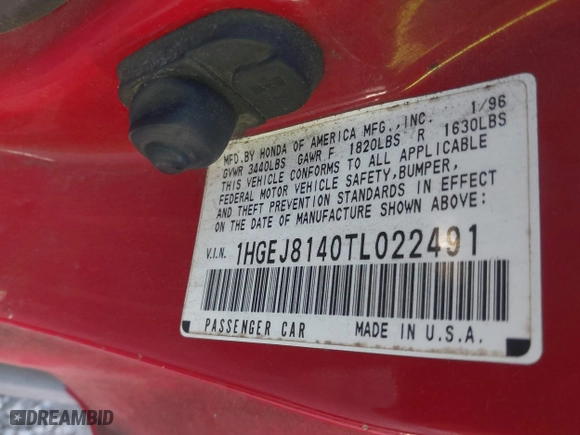 MFD. BY HONDA OF AMERICA MFG., INC. 1/96
GVWR 3440LBS GAWR F 1820LBS R 1630LBS
THIS VEHICLE CONFORMS TO ALL APPLICABLE
FEDERAL MOTOR VEHICLE SAFETY, BUMPER,
AND THEFT PREVENTION STANDARDS IN EFFECT
ON THE DATE OF MANUFACTURE SHOWN ABOVE:
V.I.N. 1HGEJ8140TL022491
PASSENGER CAR MADE IN U.S.A.
DREAMBID